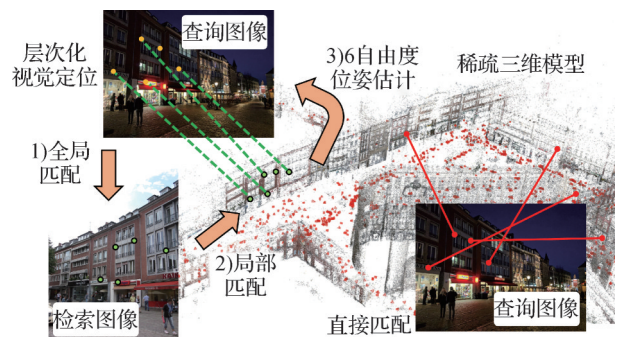 层次化
视觉定位
查询图像
3)6自由度
位姿估计
稀疏三维模型
1)全局
匹配
2)局部
匹配
检索图像
直接匹配
查询图像